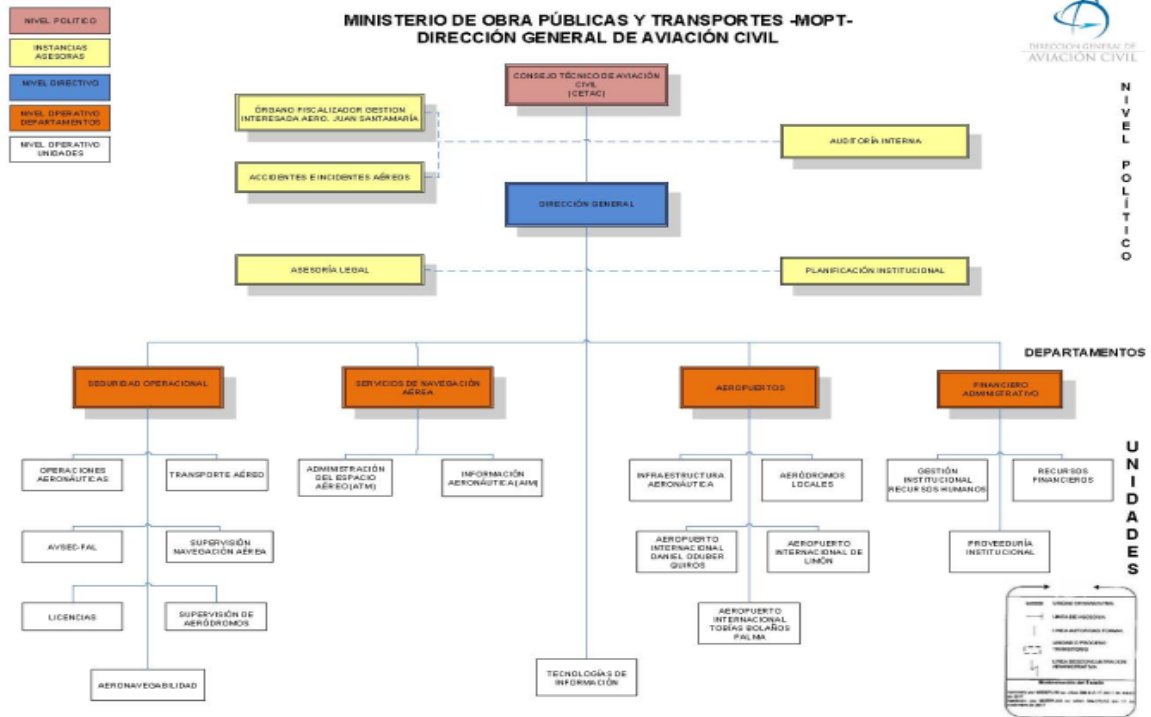 NIVEL POLITICO
INSTANCIAS
ASESORAS
NIVEL DIRECTIVO
NIVEL OPERATIVO
DEPARTAMENTOS
NIVEL OPERATIVO
UNIDADES
MINISTERIO DE OBRA PÚBLICAS Y TRANSPORTES -MOPT-
DIRECCIÓN GENERAL DE AVIACIÓN CIVIL
DIRECCIÓN GENERAL DE
AVIACIÓN CIVIL
CONSEJO TÉCNICO DE AVIACIÓN
CIVIL
(CETAC)
ÓRGANO FISCALIZADOR GESTION
INTERESADA AERO. JUAN SANTAMARÍA
AUDITORÍA INTERNA
ACCIDENTES E INCIDENTES AÉREOS
DIRECCIÓN GENERAL
NIVEL POLÍTICO
ASESORÍA LEGAL
PLANIFICACIÓN INSTITUCIONAL
DEPARTAMENTOS
SEGURIDAD OPERACIONAL
SERVICIOS DE NAVEGACIÓN
AÉREA
AEROPUERTOS
FINANCIERO
ADMINISTRATIVO
UNIDADES
OPERACIONES
AERONÁUTICAS
TRANSPORTE AÉREO
ADMINISTRACIÓN
DEL ESPACIO
AÉREO (ATM)
INFORMACIÓN
AERONÁUTICA (AIM)
INFRAESTRUCTURA
AERONÁUTICA
AERÓDROMOS
LOCALES
GESTIÓN
INSTITUCIONAL
RECURSOS HUMANOS
RECURSOS
FINANCIEROS
AVSEC-FAL
SUPERVISIÓN
NAVEGACIÓN AÉREA
AEROPUERTO
INTERNACIONAL
DANIEL ODUBER
QUIROS
AEROPUERTO
INTERNACIONAL DE
LIMÓN
PROVEEDURÍA
INSTITUCIONAL
LICENCIAS
SUPERVISIÓN DE
AERÓDROMOS
AEROPUERTO
INTERNACIONAL
TOBÍAS BOLAÑOS
PALMA
AERONAVEGABILIDAD
TECNOLOGÍAS DE
INFORMACIÓN